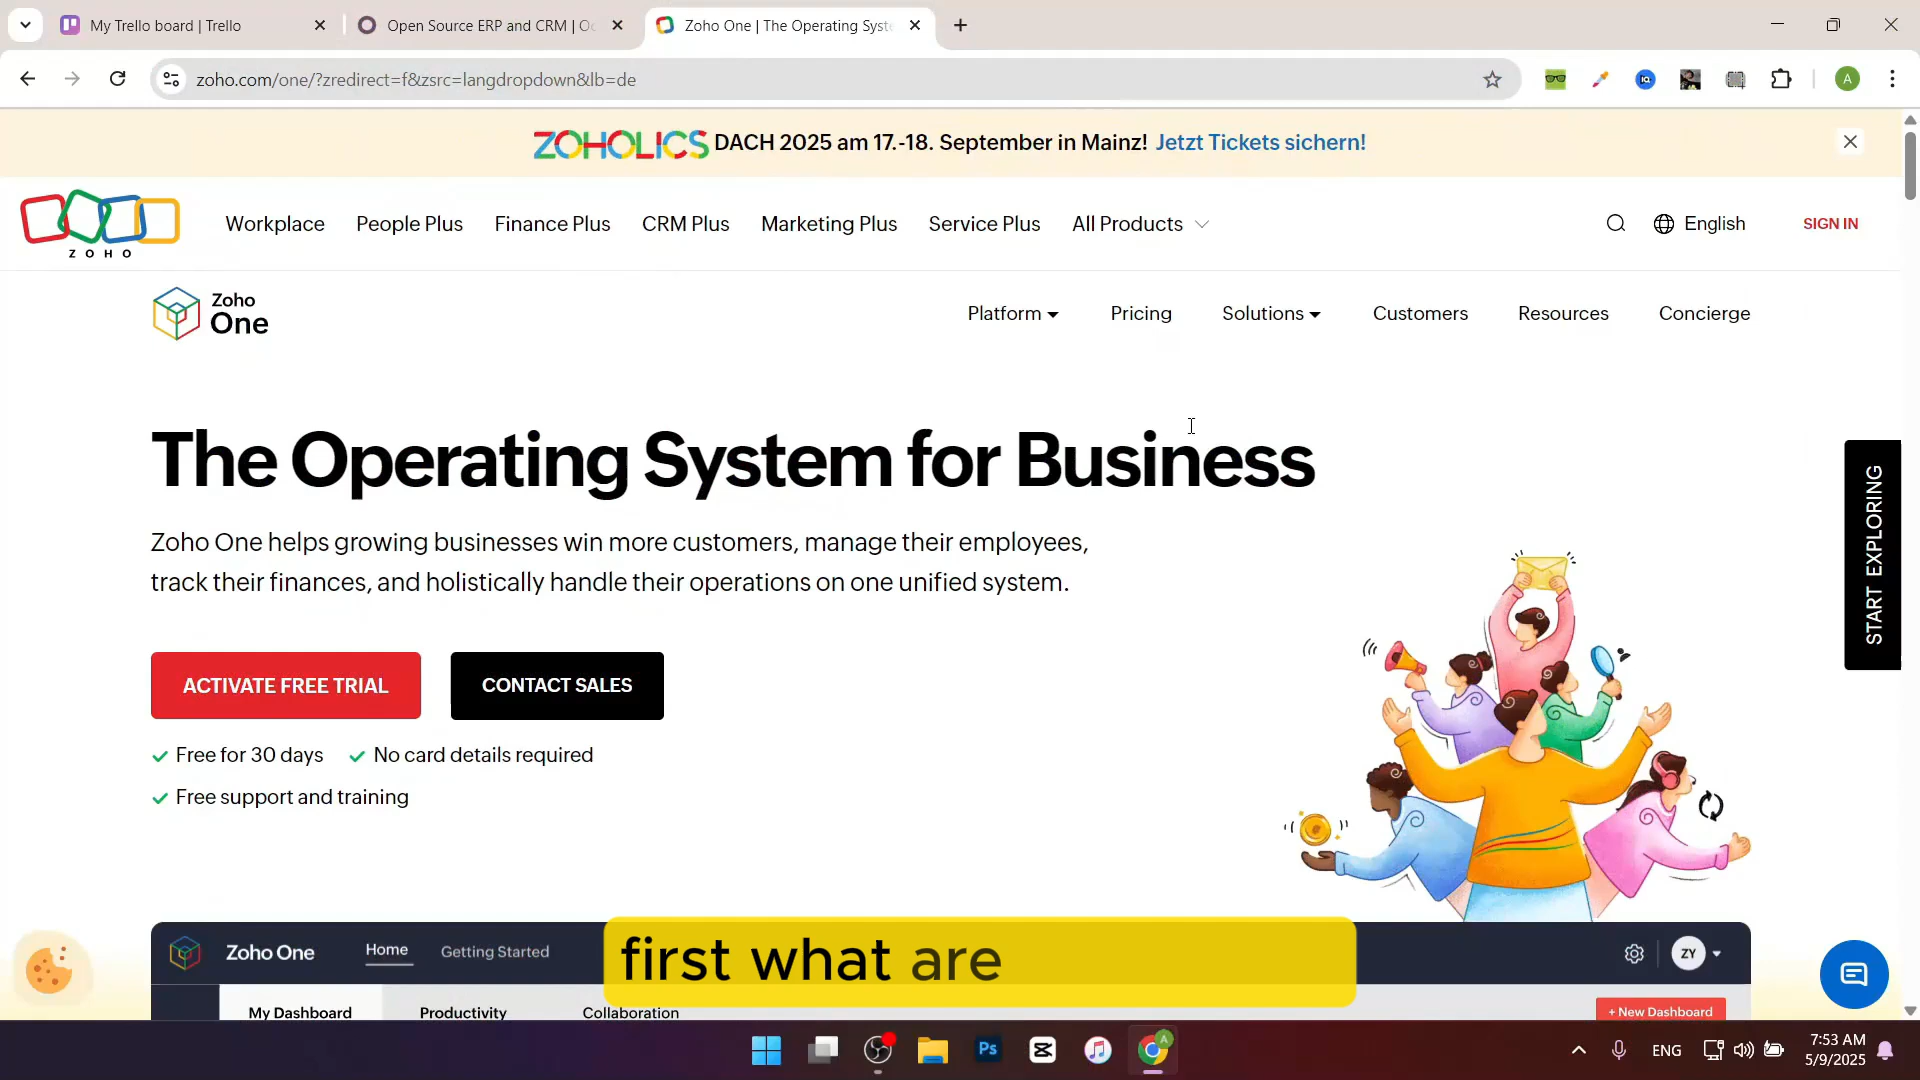 My Trello board | Trello
Open Source ERP and CRM | Oc
Zoho One | The Operating Syste
zoho.com/one/?zredirect=f&zsrc=langdropdown&lb=de
A
ZOHOLICS DACH 2025 am 17.-18. September in Mainz! Jetzt Tickets sichern!
ZOHO
Workplace
People Plus
Finance Plus
CRM Plus
Marketing Plus
Service Plus
All Products
English
SIGN IN
Zoho
One
Platform
Pricing
Solutions
Customers
Resources
Concierge
The Operating System for Business
Zoho One helps growing businesses win more customers, manage their employees,
track their finances, and holistically handle their operations on one unified system.
START EXPLORING
ACTIVATE FREE TRIAL
CONTACT SALES
Free for 30 days
No card details required
Free support and training
Zoho One
Home
Getting Started
ZY
first what are
My Dashboard
Productivity
Collaboration
+ New Dashboard
Ps
A
ENG
7:53 AM
5/9/2025